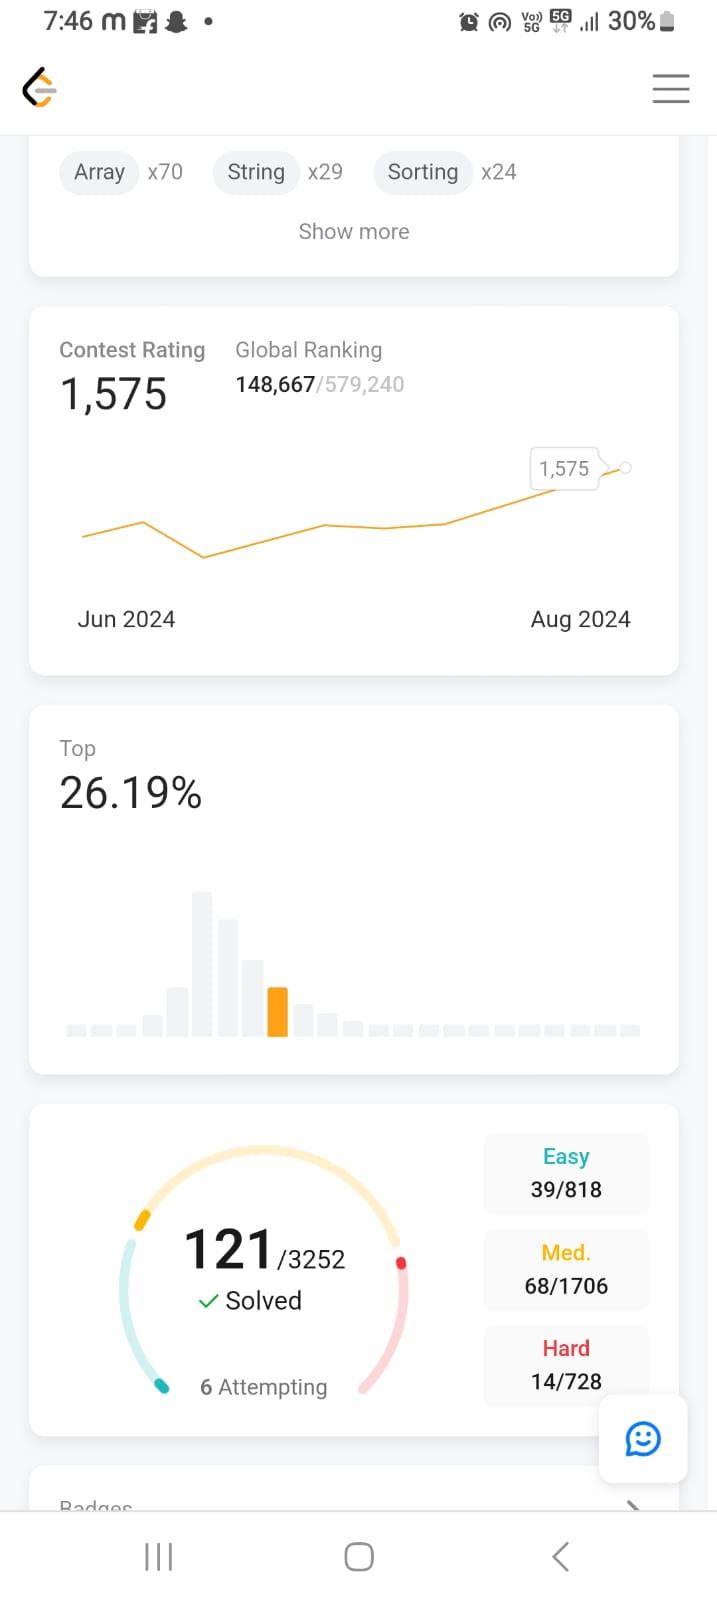 7:46 m 5G 30%
Array x70 String x29 Sorting x24
Show more
Contest Rating Global Ranking
1,575 148,667/579,240
1,575
Jun 2024 Aug 2024
Top
26.19%
Easy
39/818
121/3252
Solved
Med.
68/1706
Hard
14/728
6 Attempting
Badges